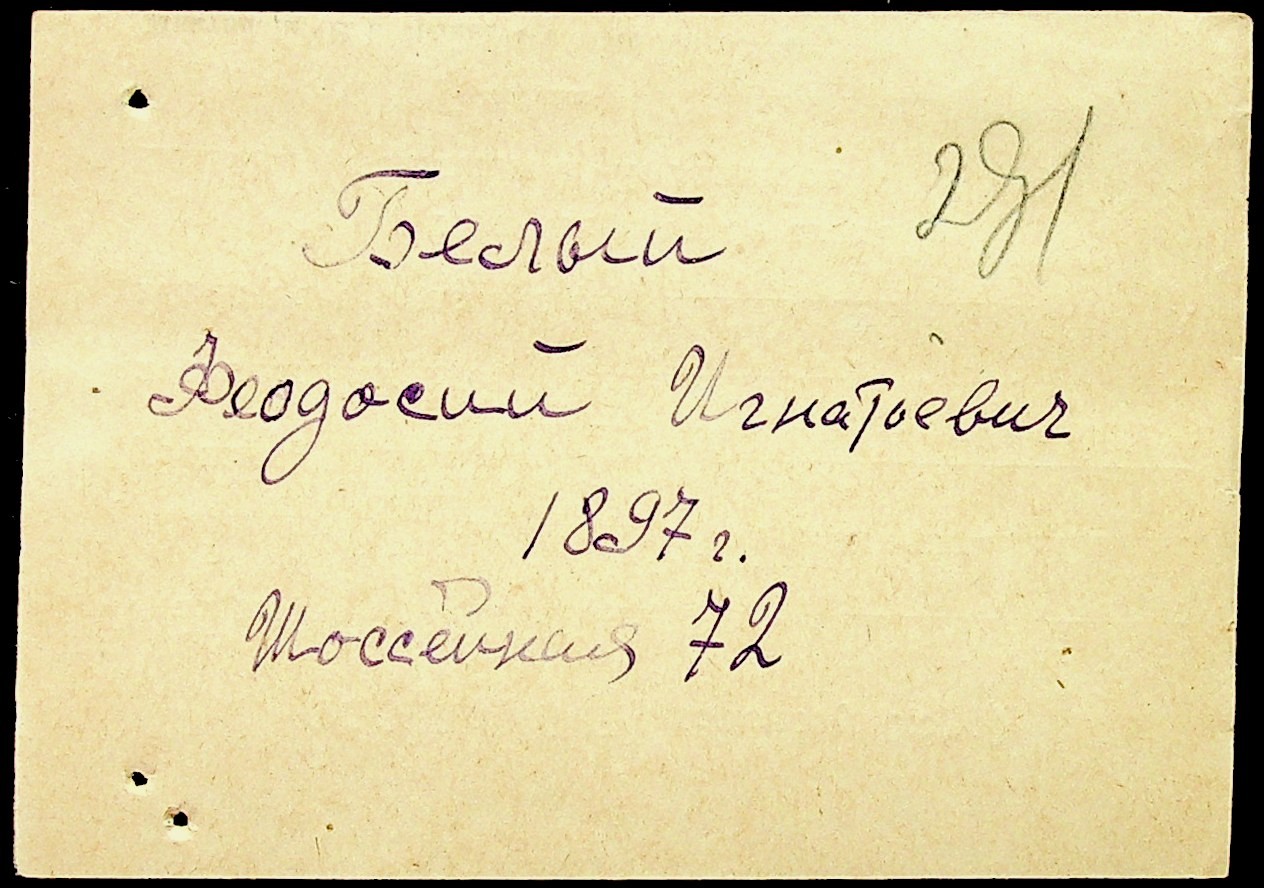 291
Белый
Феодосий Игнатьевич
1897 г.
Шоссейная 72